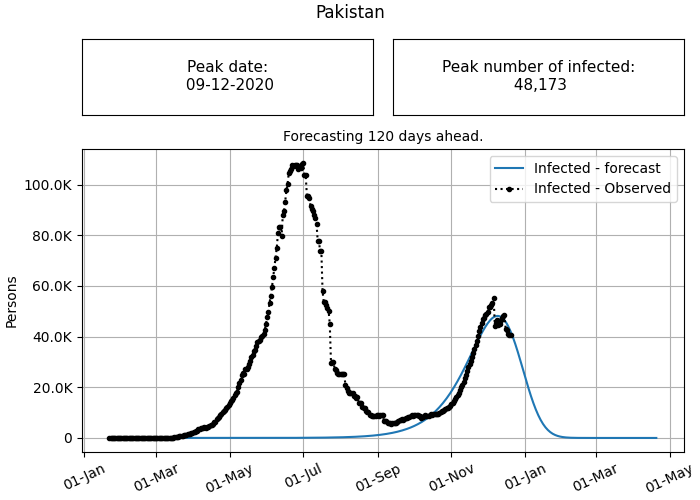 Pakistan
Peak date:
09-12-2020
Peak number of infected:
48,173
Forecasting 120 days ahead.
Infected - forecast
Infected - Observed
100.0K
80.0K
60.0K
40.0K
20.0K
0
Persons
01-Jan
01-Mar
01-May
01-Jul
01-Sep
01-Nov
01-Jan
01-Mar
01-May